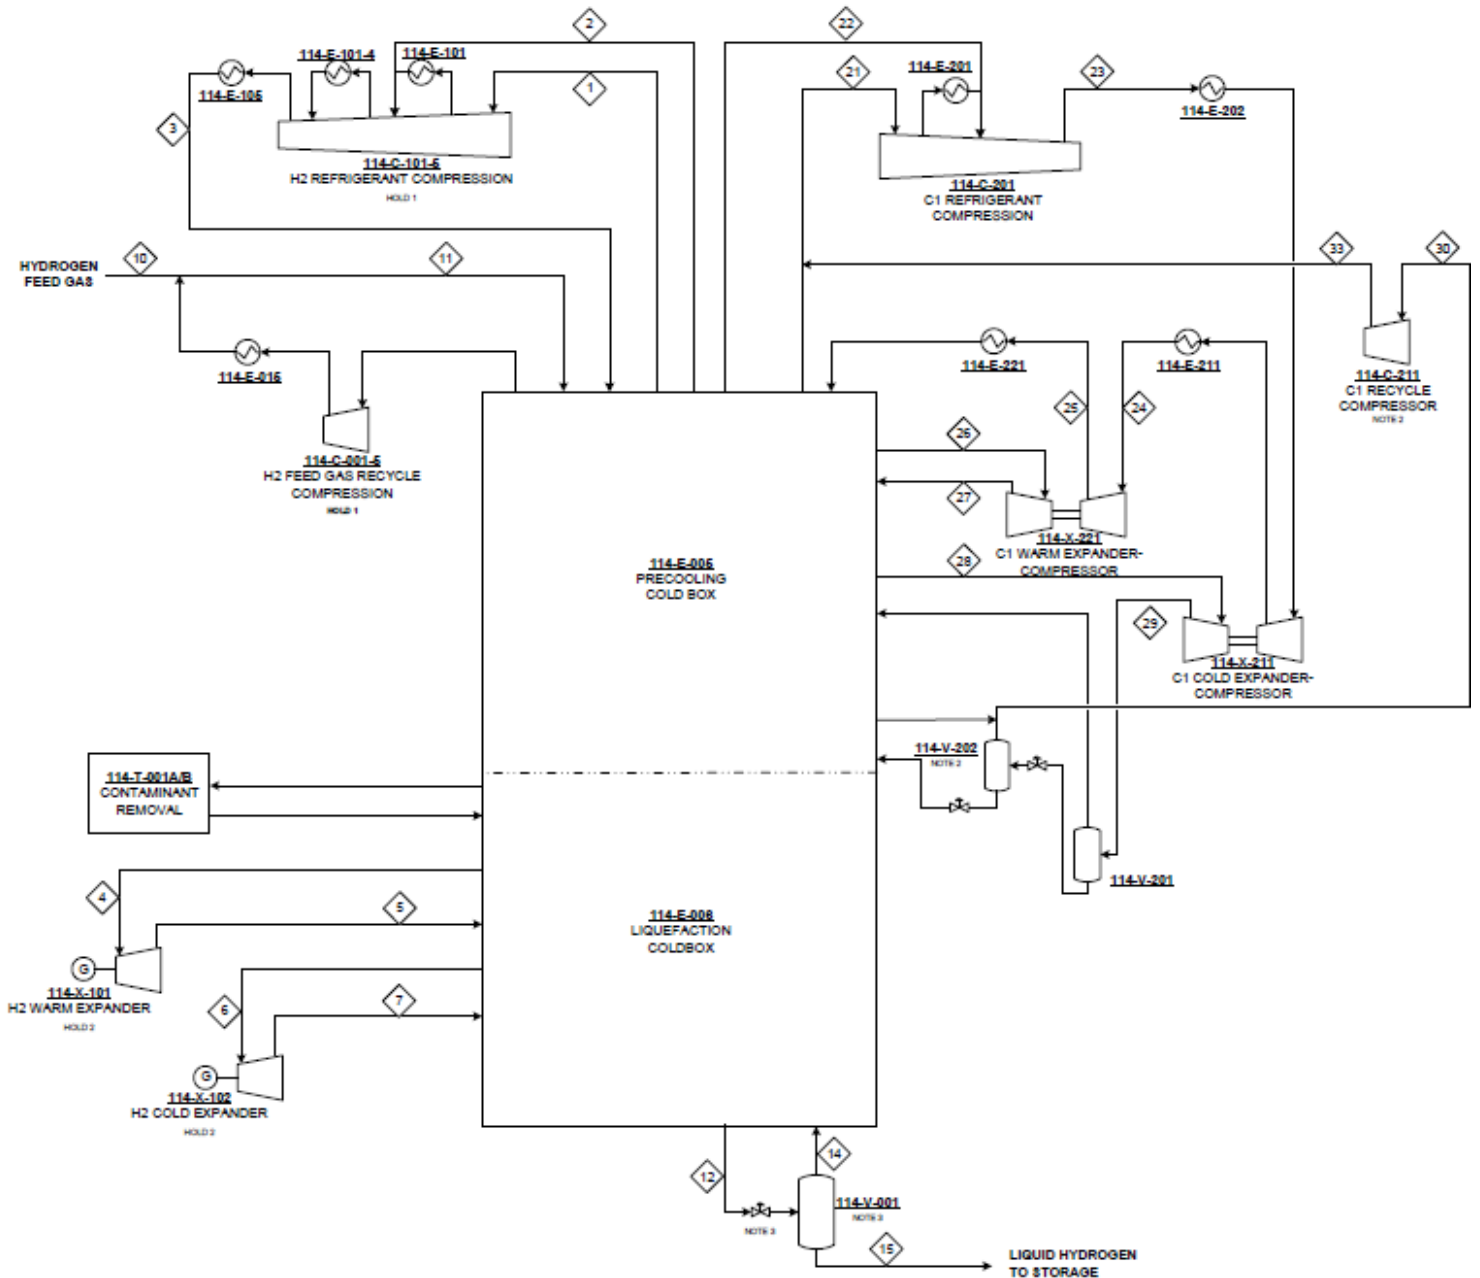 2
22
114-E-101-4
114-E-101
114-E-201
21
23
1
114-E-105
114-E-202
3
114-C-101-5
H2 REFRIGERANT COMPRESSION
HOLD 1
114-C-201
C1 REFRIGERANT
COMPRESSION
10
11
33
30
HYDROGEN
FEED GAS
114-E-015
114-E-221
114-E-211
114-C-211
C1 RECYCLE
COMPRESSOR
NOTE 2
25
24
114-C-001-5
H2 FEED GAS RECYCLE
COMPRESSION
HOLD 1
26
27
114-X-221
C1 WARM EXPANDER-
COMPRESSOR
28
114-E-005
PRECOOLING
COLD BOX
29
114-X-211
C1 COLD EXPANDER-
COMPRESSOR
114-V-202
NOTE 2
114-T-001A/B
CONTAMINANT
REMOVAL
114-V-201
4
5
114-E-006
LIQUEFACTION
COLDBOX
G
114-X-101
H2 WARM EXPANDER
HOLD 2
6
7
G
114-X-102
H2 COLD EXPANDER
HOLD 2
12
14
114-V-001
NOTE 3
NOTE 3
15
LIQUID HYDROGEN
TO STORAGE